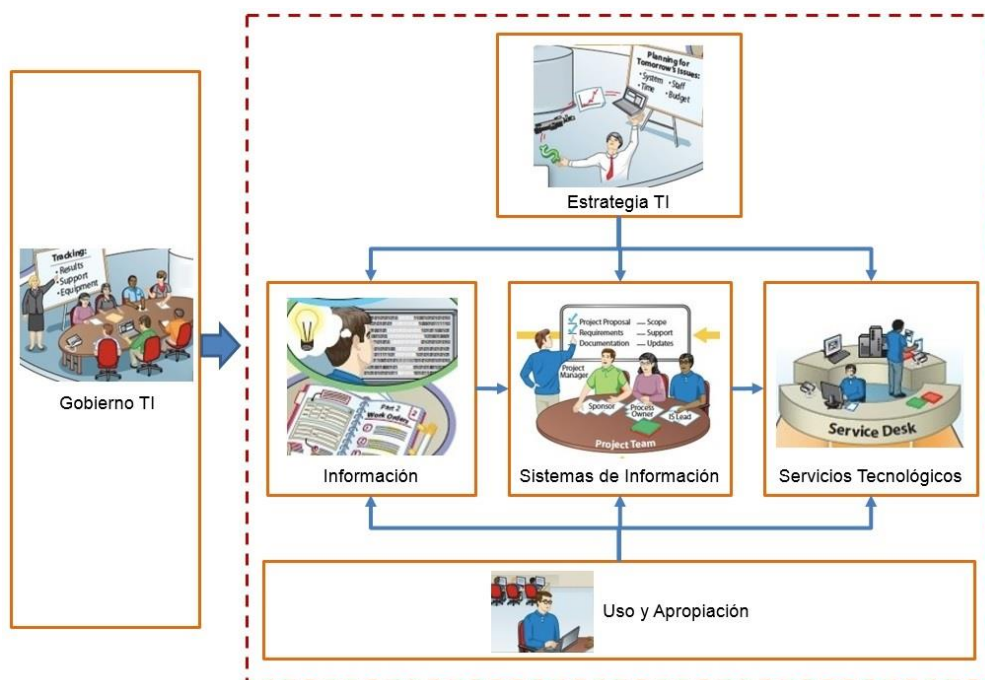 Planning for
Tomorrow's Issues:
• System • Staff
• Time • Budget
Estrategia TI
Tracking:
• Results
• Support
• Equipment
Gobierno TI
Part 2
Work Orders
Información
Project Proposal — Scope
Requirements — Support
Documentation — Updates
Project
Manager
Sponsor
Process
Owner
IS Lead
Project Team
Sistemas de Información
Service Desk
Servicios Tecnológicos
Uso y Apropiación